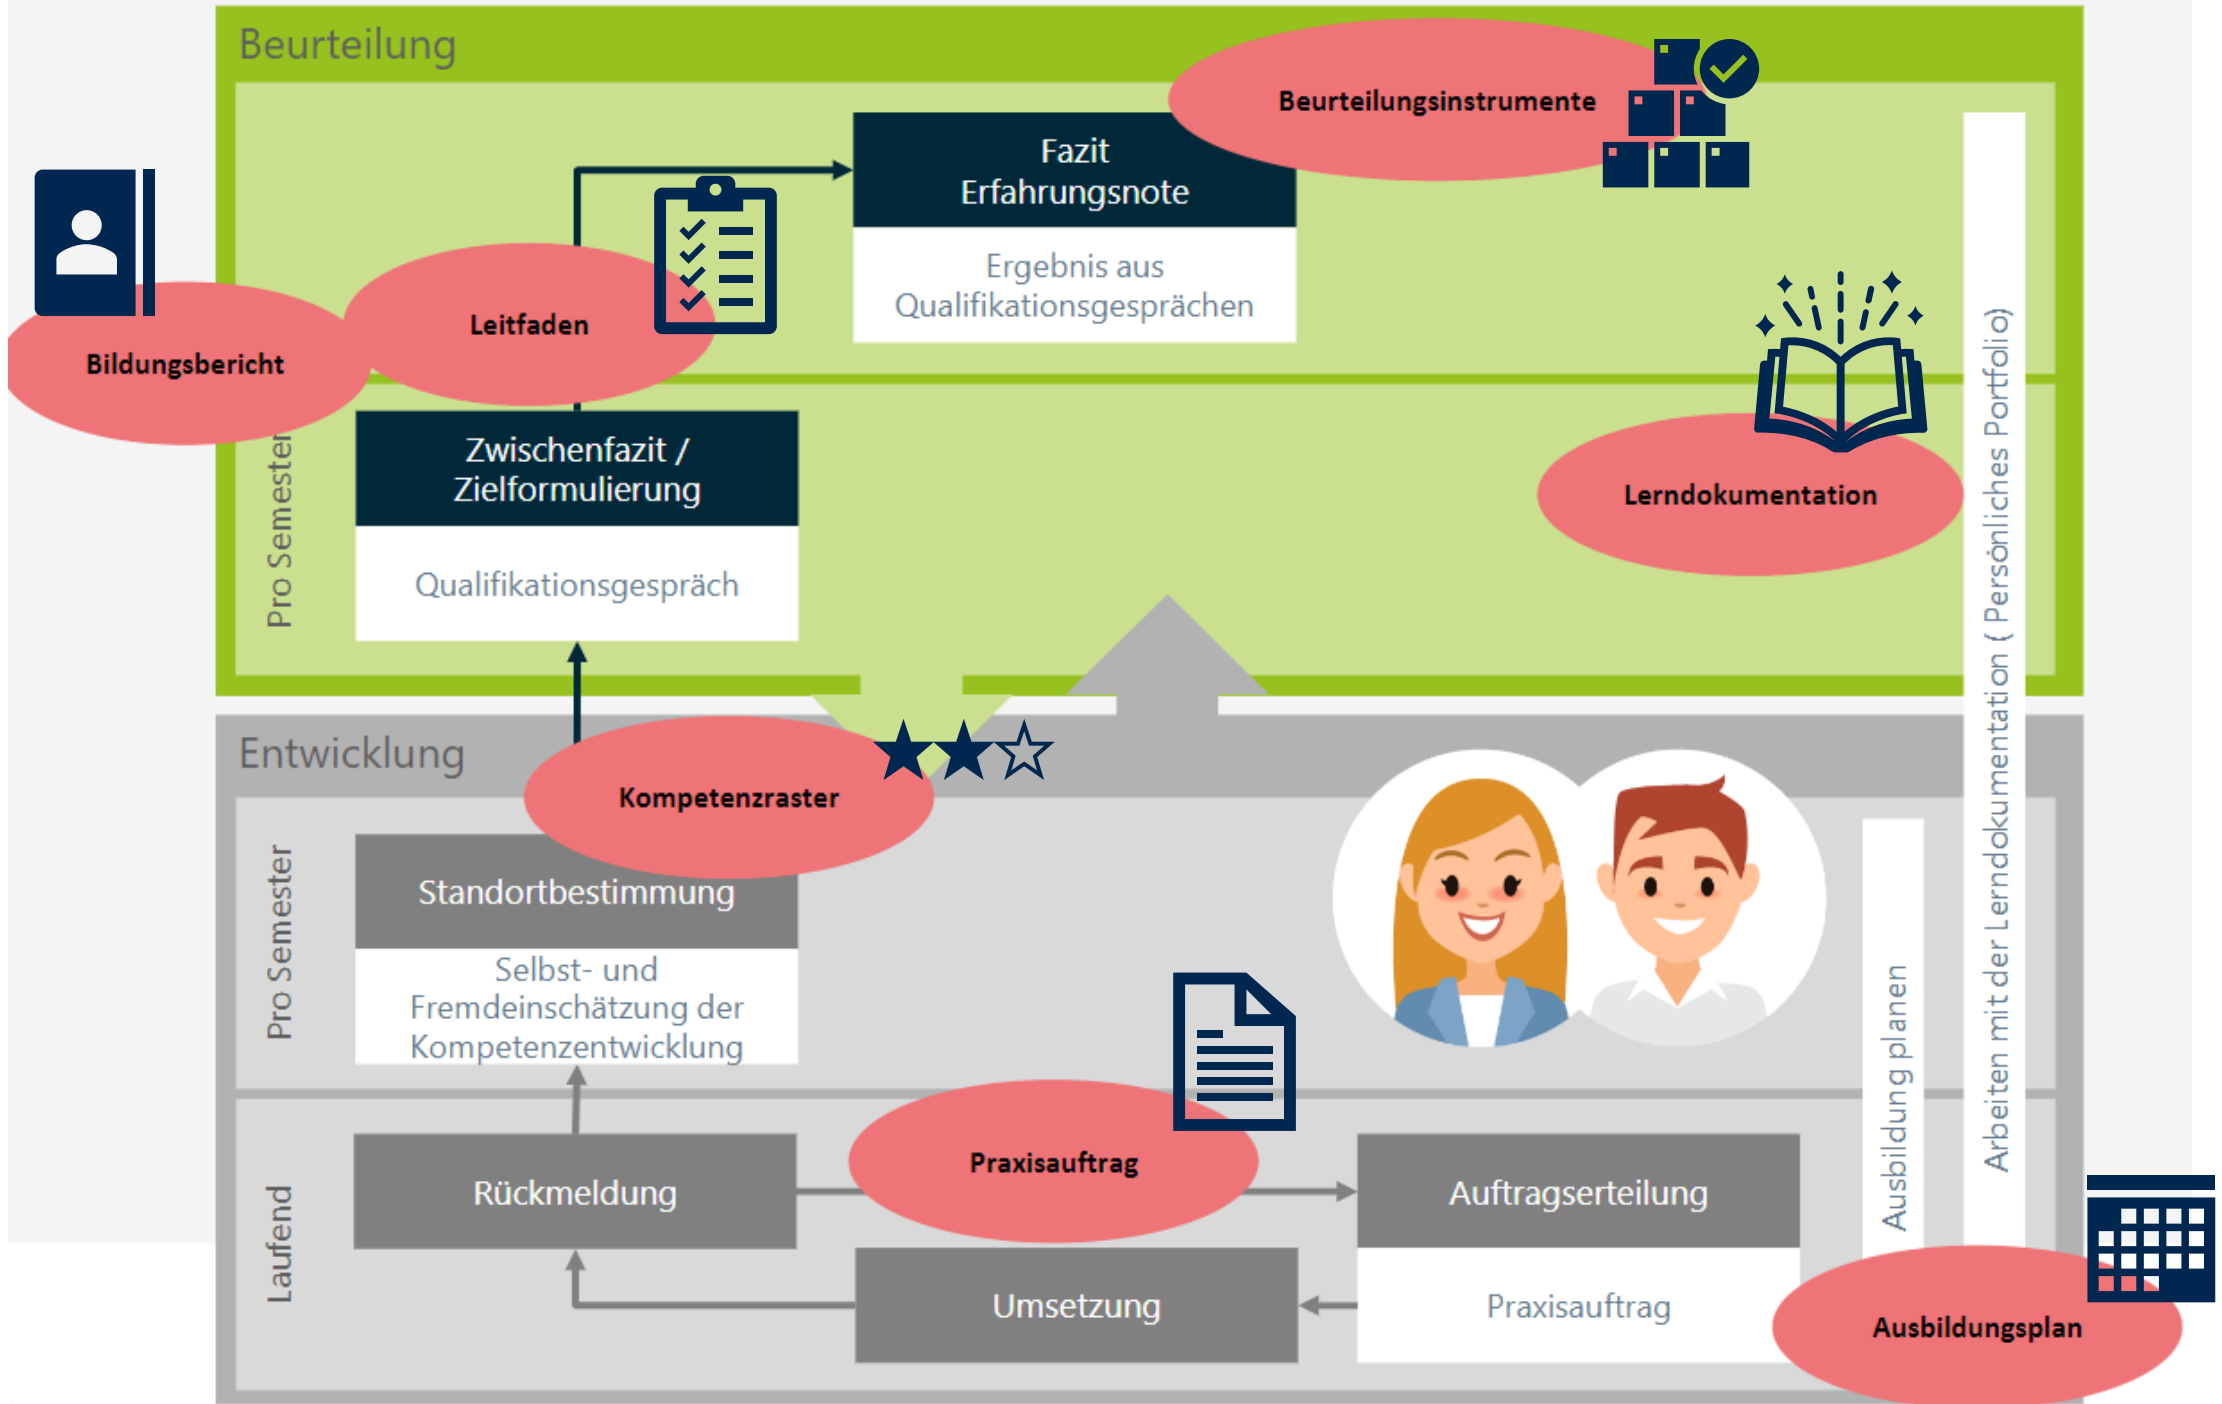 Beurteilung
Beurteilungsinstrumente
Fazit
Erfahrungsnote
Ergebnis aus
Qualifikationsgesprächen
Leitfaden
Bildungsbericht
Pro Semester
Zwischenfazit /
Zielformulierung
Qualifikationsgespräch
Lerndokumentation
Arbeiten mit der Lerndokumentation ( Persönliches Portfolio)
Entwicklung
Kompetenzraster
Pro Semester
Standortbestimmung
Selbst- und
Fremdeinschätzung der
Kompetenzentwicklung
Ausbildung planen
Laufend
Rückmeldung
Praxisauftrag
Auftragserteilung
Umsetzung
Praxisauftrag
Ausbildungsplan